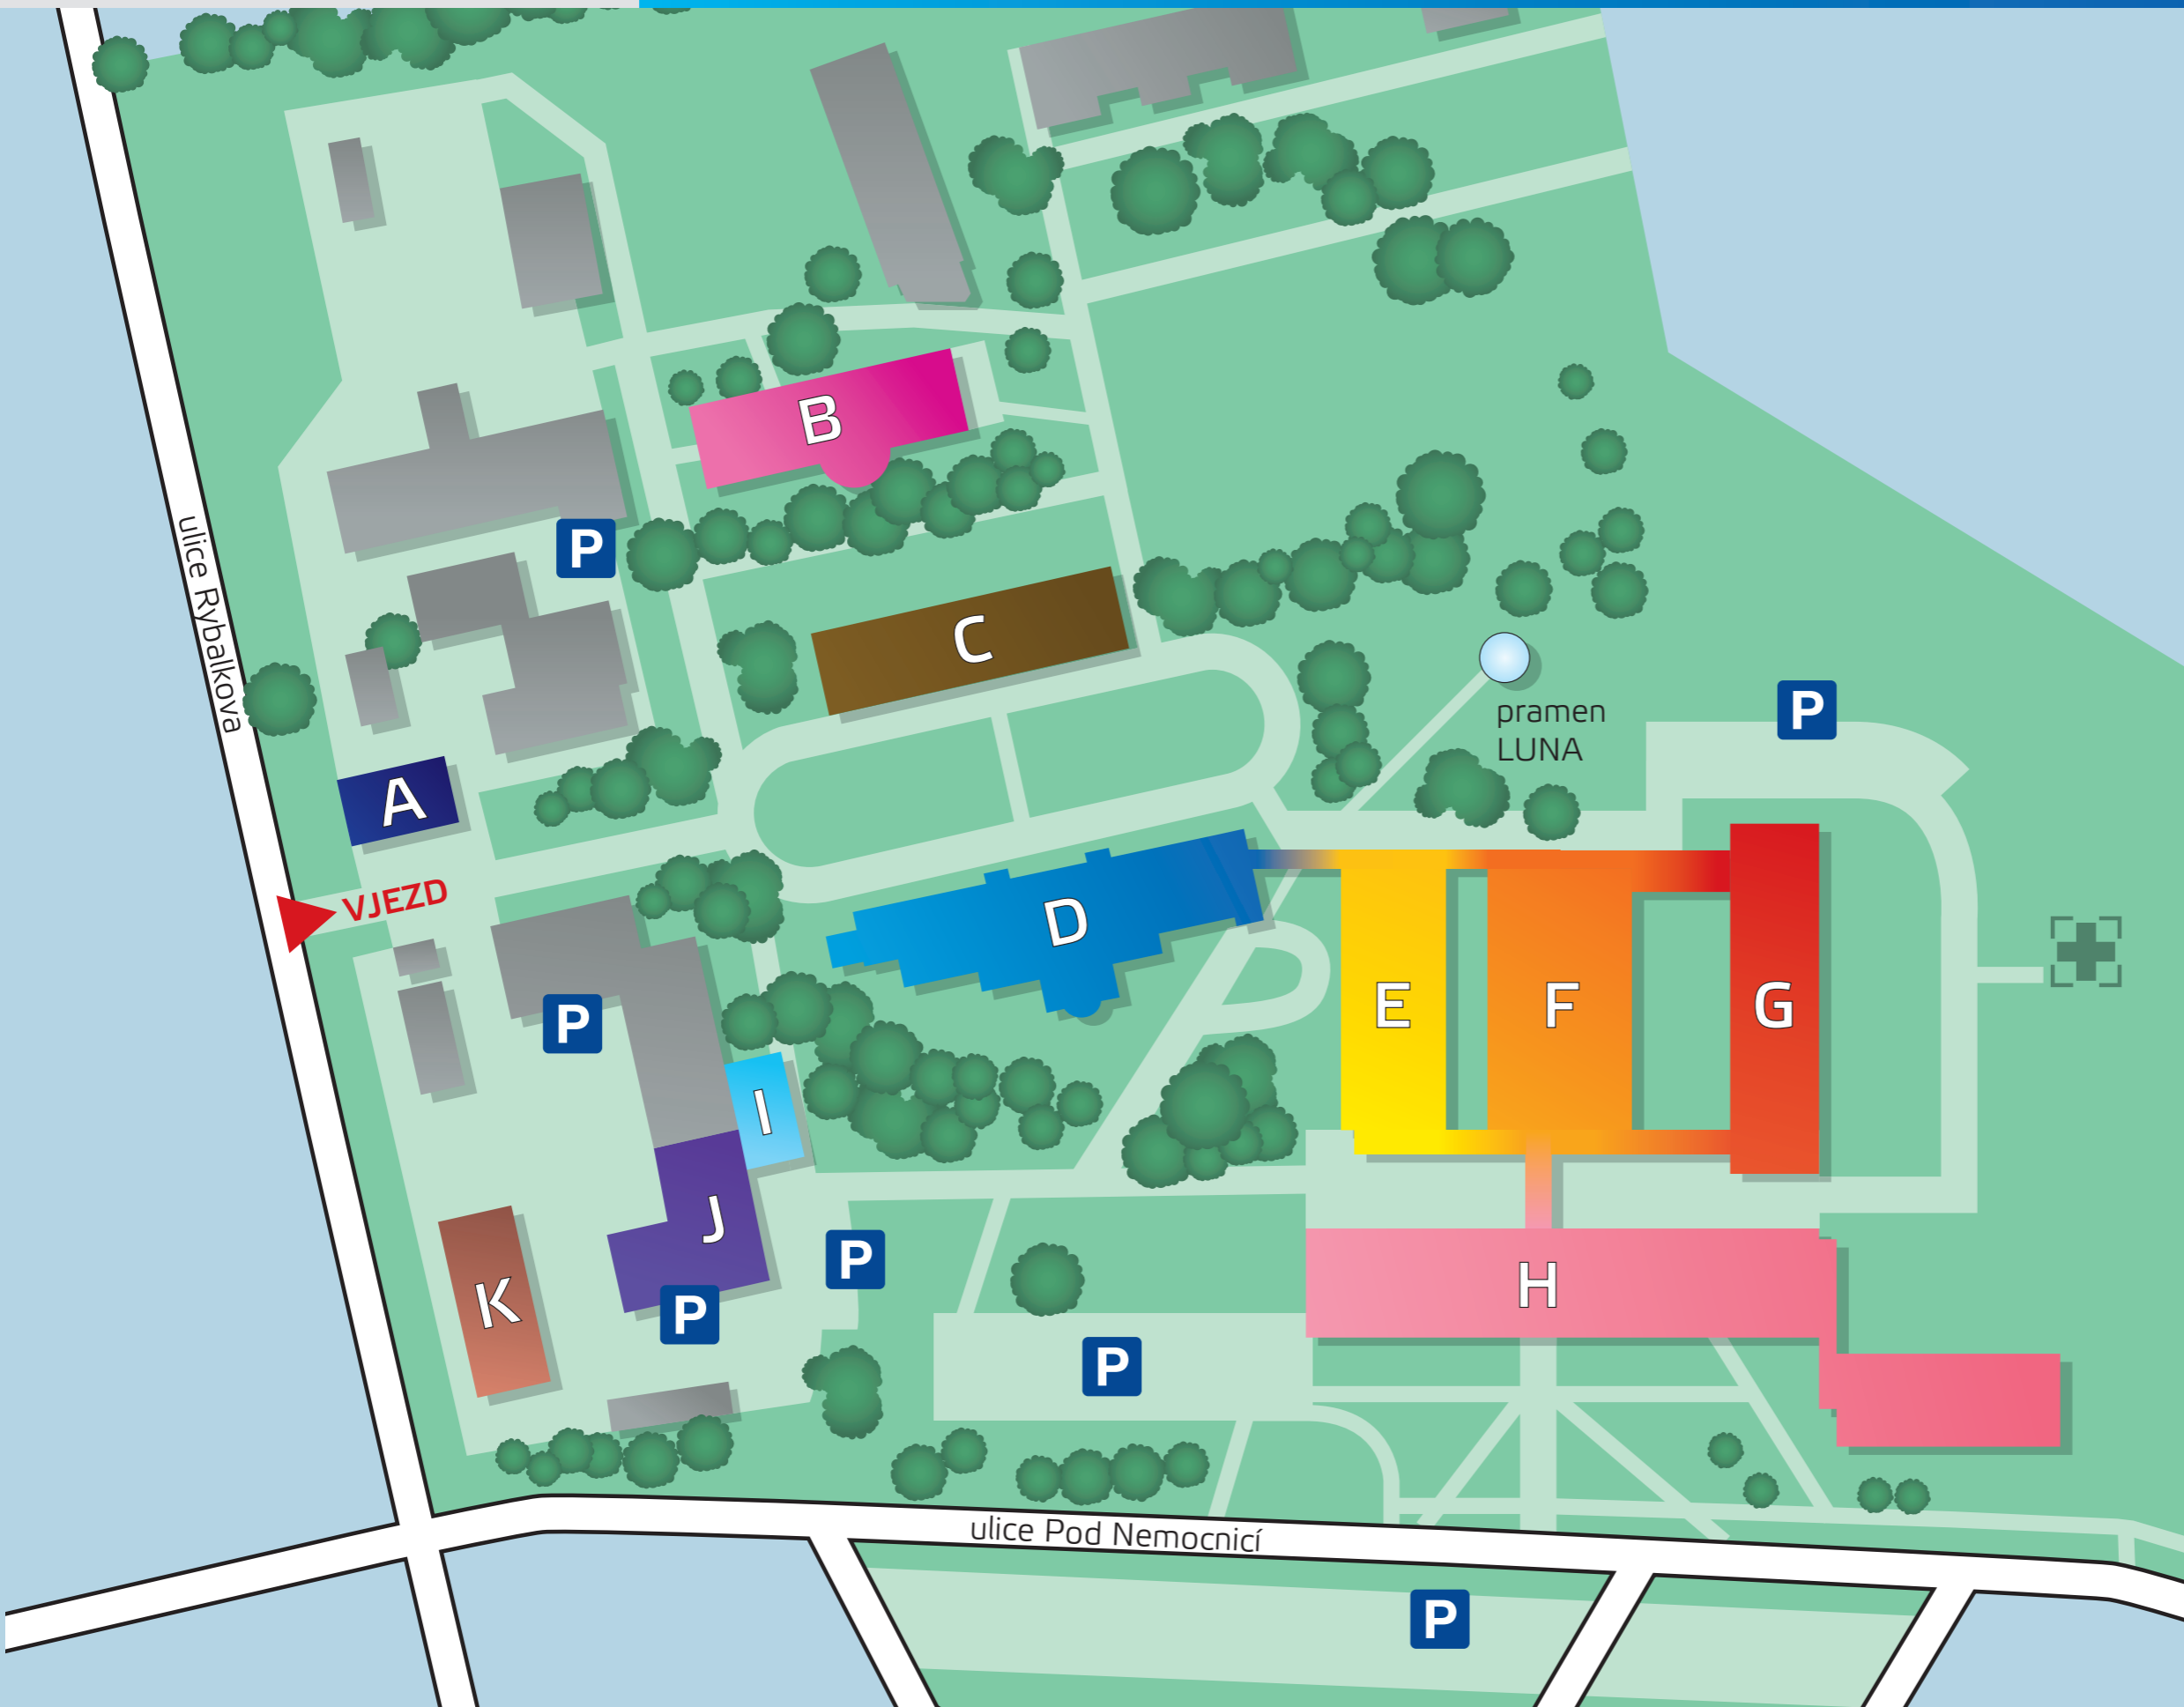 B
P
ulice Rybalkova
C
pramen
LUNA
P
A
VJEZD
D
E
F
G
P
I
J
P
H
K
P
P
ulice Pod Nemocnicí
P